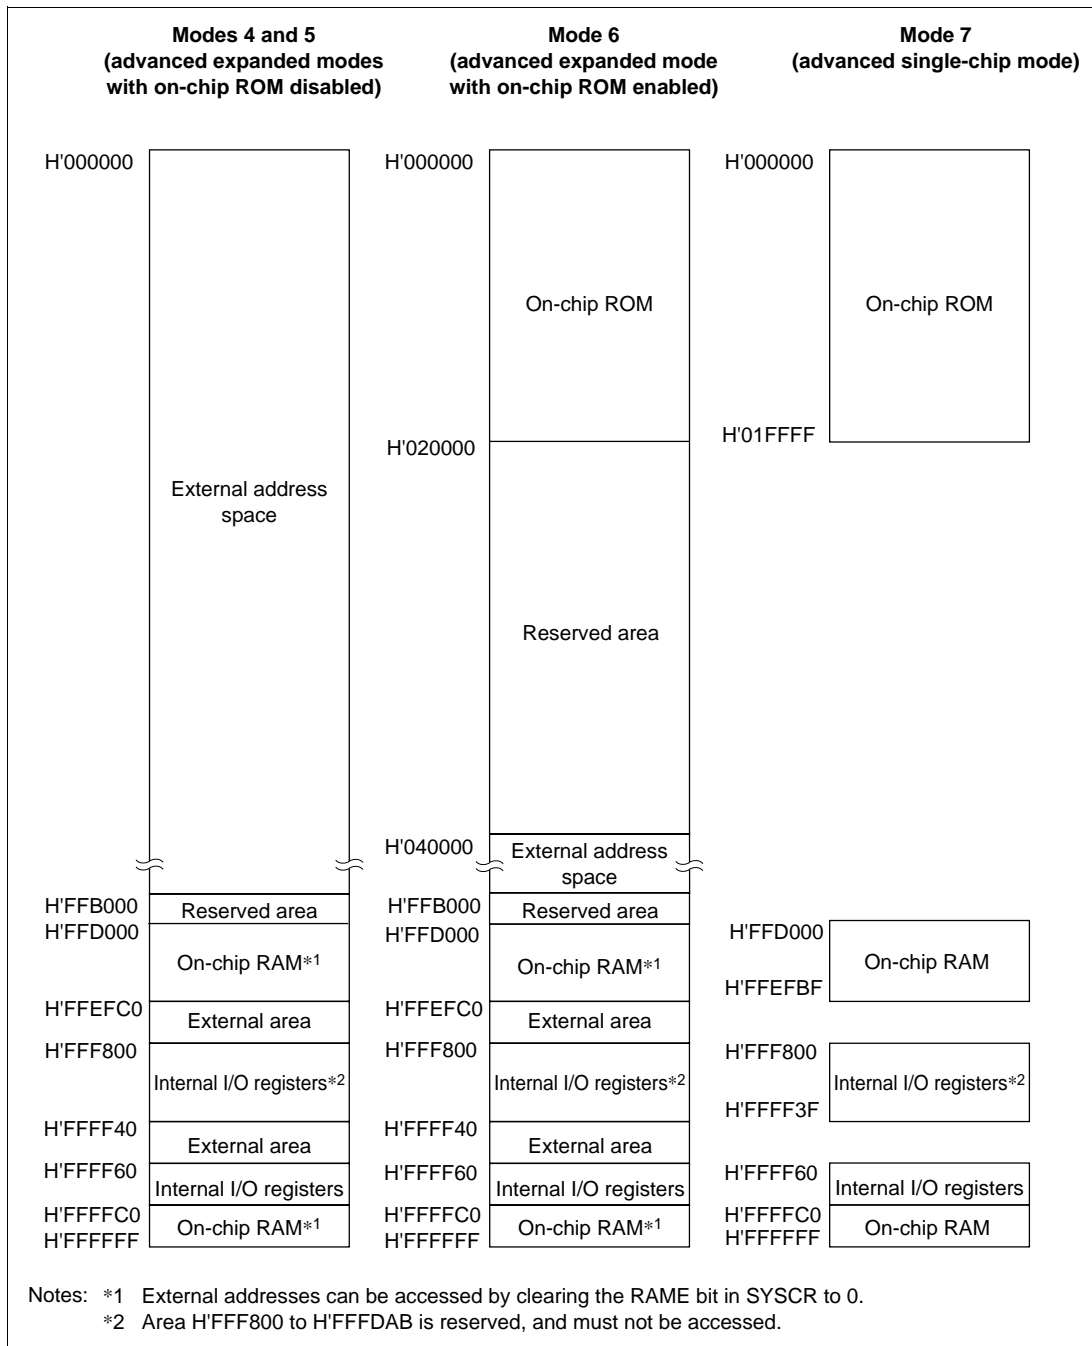 Modes 4 and 5
(advanced expanded modes
with on-chip ROM disabled)
Mode 6
(advanced expanded mode
with on-chip ROM enabled)
Mode 7
(advanced single-chip mode)
H'000000
External address
space
H'FFB000
Reserved area
H'FFD000
On-chip RAM*1
H'FFEFC0
External area
H'FFF800
Internal I/O registers*2
H'FFFF40
External area
H'FFFF60
Internal I/O registers
H'FFFFC0
On-chip RAM*1
H'FFFFFF
H'000000
On-chip ROM
H'020000
Reserved area
H'040000
External address
space
H'FFB000
Reserved area
H'FFD000
On-chip RAM*1
H'FFEFC0
External area
H'FFF800
Internal I/O registers*2
H'FFFF40
External area
H'FFFF60
Internal I/O registers
H'FFFFC0
On-chip RAM*1
H'FFFFFF
H'000000
On-chip ROM
H'01FFFF
H'FFD000
On-chip RAM
H'FFEFBF
H'FFF800
Internal I/O registers*2
H'FFFF3F
H'FFFF60
Internal I/O registers
H'FFFFC0
On-chip RAM
H'FFFFFF
Notes: *1 External addresses can be accessed by clearing the RAME bit in SYSCR to 0.
*2 Area H'FFF800 to H'FFFDAB is reserved, and must not be accessed.